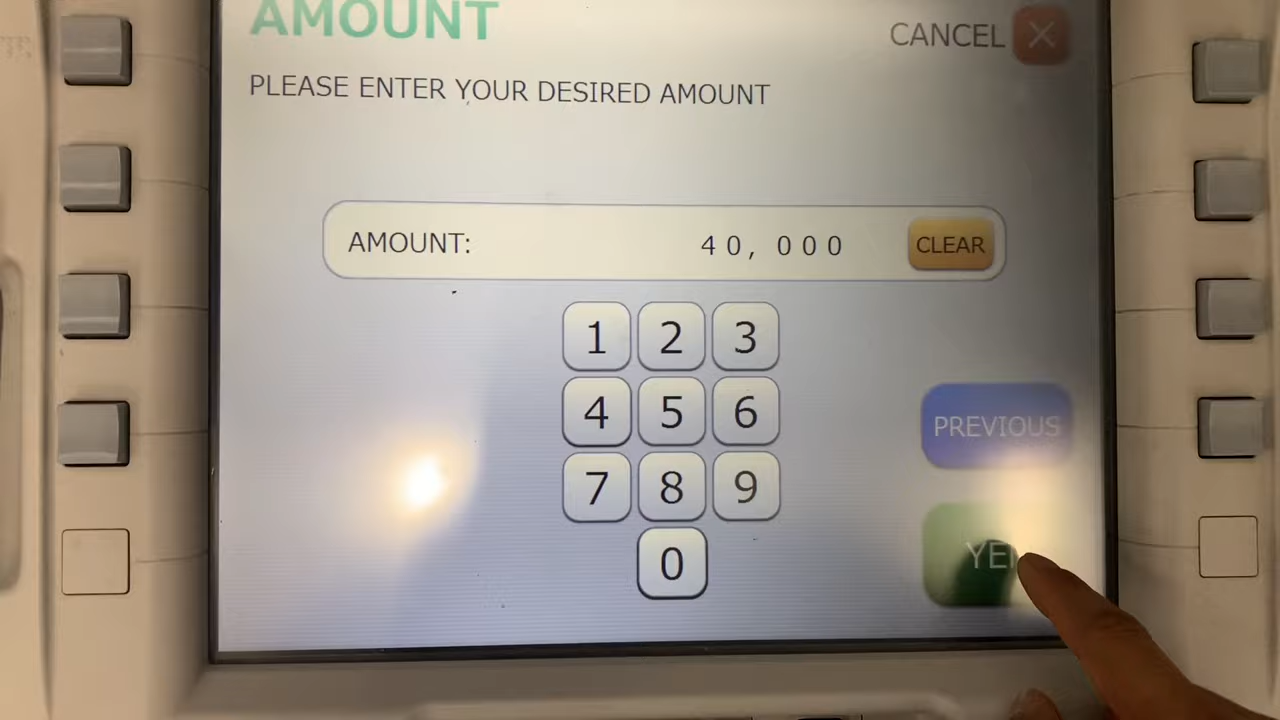 AMOUNT
CANCEL
PLEASE ENTER YOUR DESIRED AMOUNT
AMOUNT: 40,000 CLEAR
1 2 3
4 5 6
PREVIOUS
7 8 9
0